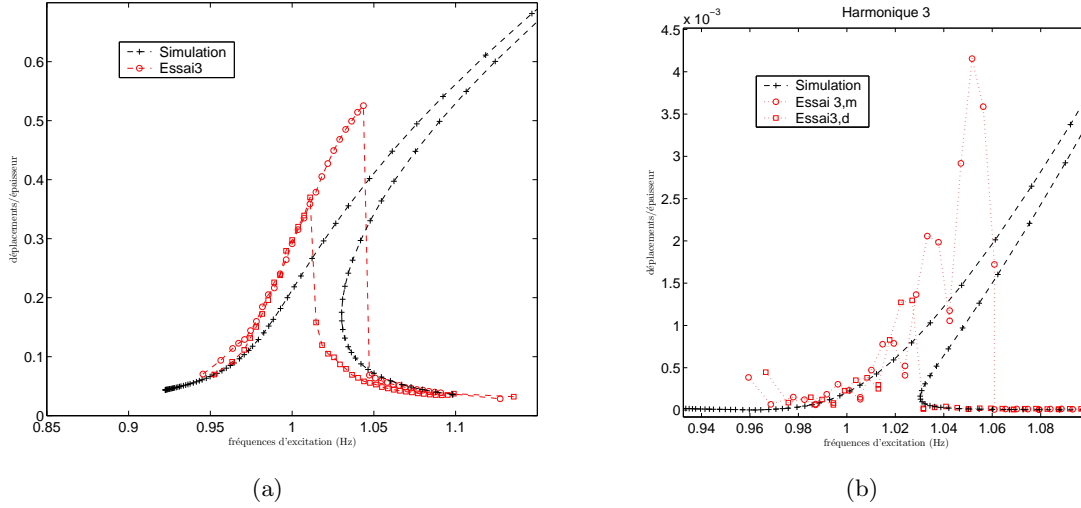 0.6
0.5
0.4
0.3
0.2
0.1
0
0.85
0.9
0.95
1
1.05
1.1
déplacements/épaisseur
fréquences d'excitation (Hz)
Simulation
Essai3
(a)
Harmonique 3
x 10⁻³
4.5
4
3.5
3
2.5
2
1.5
1
0.5
0
0.94
0.96
0.98
1
1.02
1.04
1.06
1.08
déplacements/épaisseur
fréquences d'excitation (Hz)
Simulation
Essai 3,m
Essai3,d
(b)